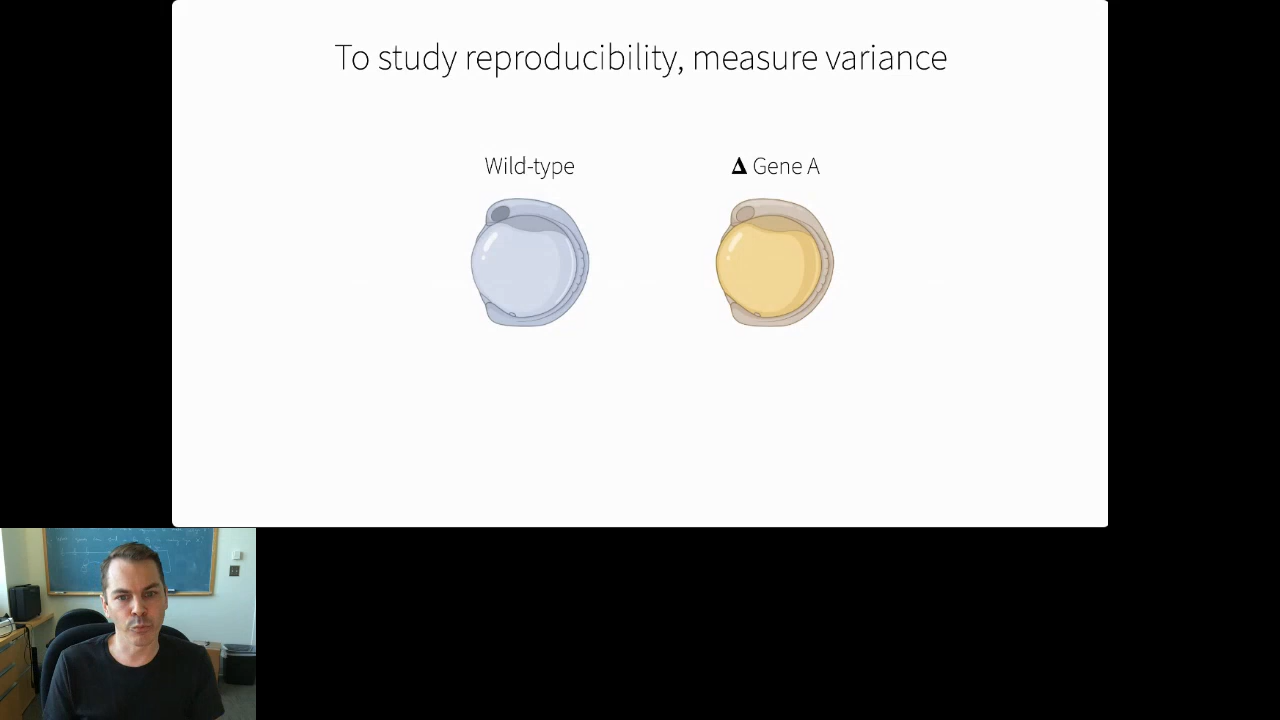 To study reproducibility, measure variance
Wild-type
𝚫 Gene A